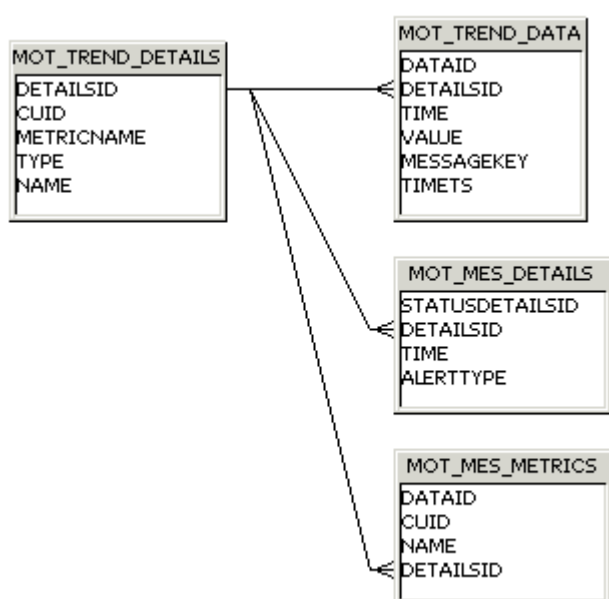 MOT_TREND_DETAILS
DETAILSID
CUID
METRICNAME
TYPE
NAME
MOT_TREND_DATA
DATAID
DETAILSID
TIME
VALUE
MESSAGEKEY
TIMETS
MOT_MES_DETAILS
STATUSDETAILSID
DETAILSID
TIME
ALERTTYPE
MOT_MES_METRICS
DATAID
CUID
NAME
DETAILSID